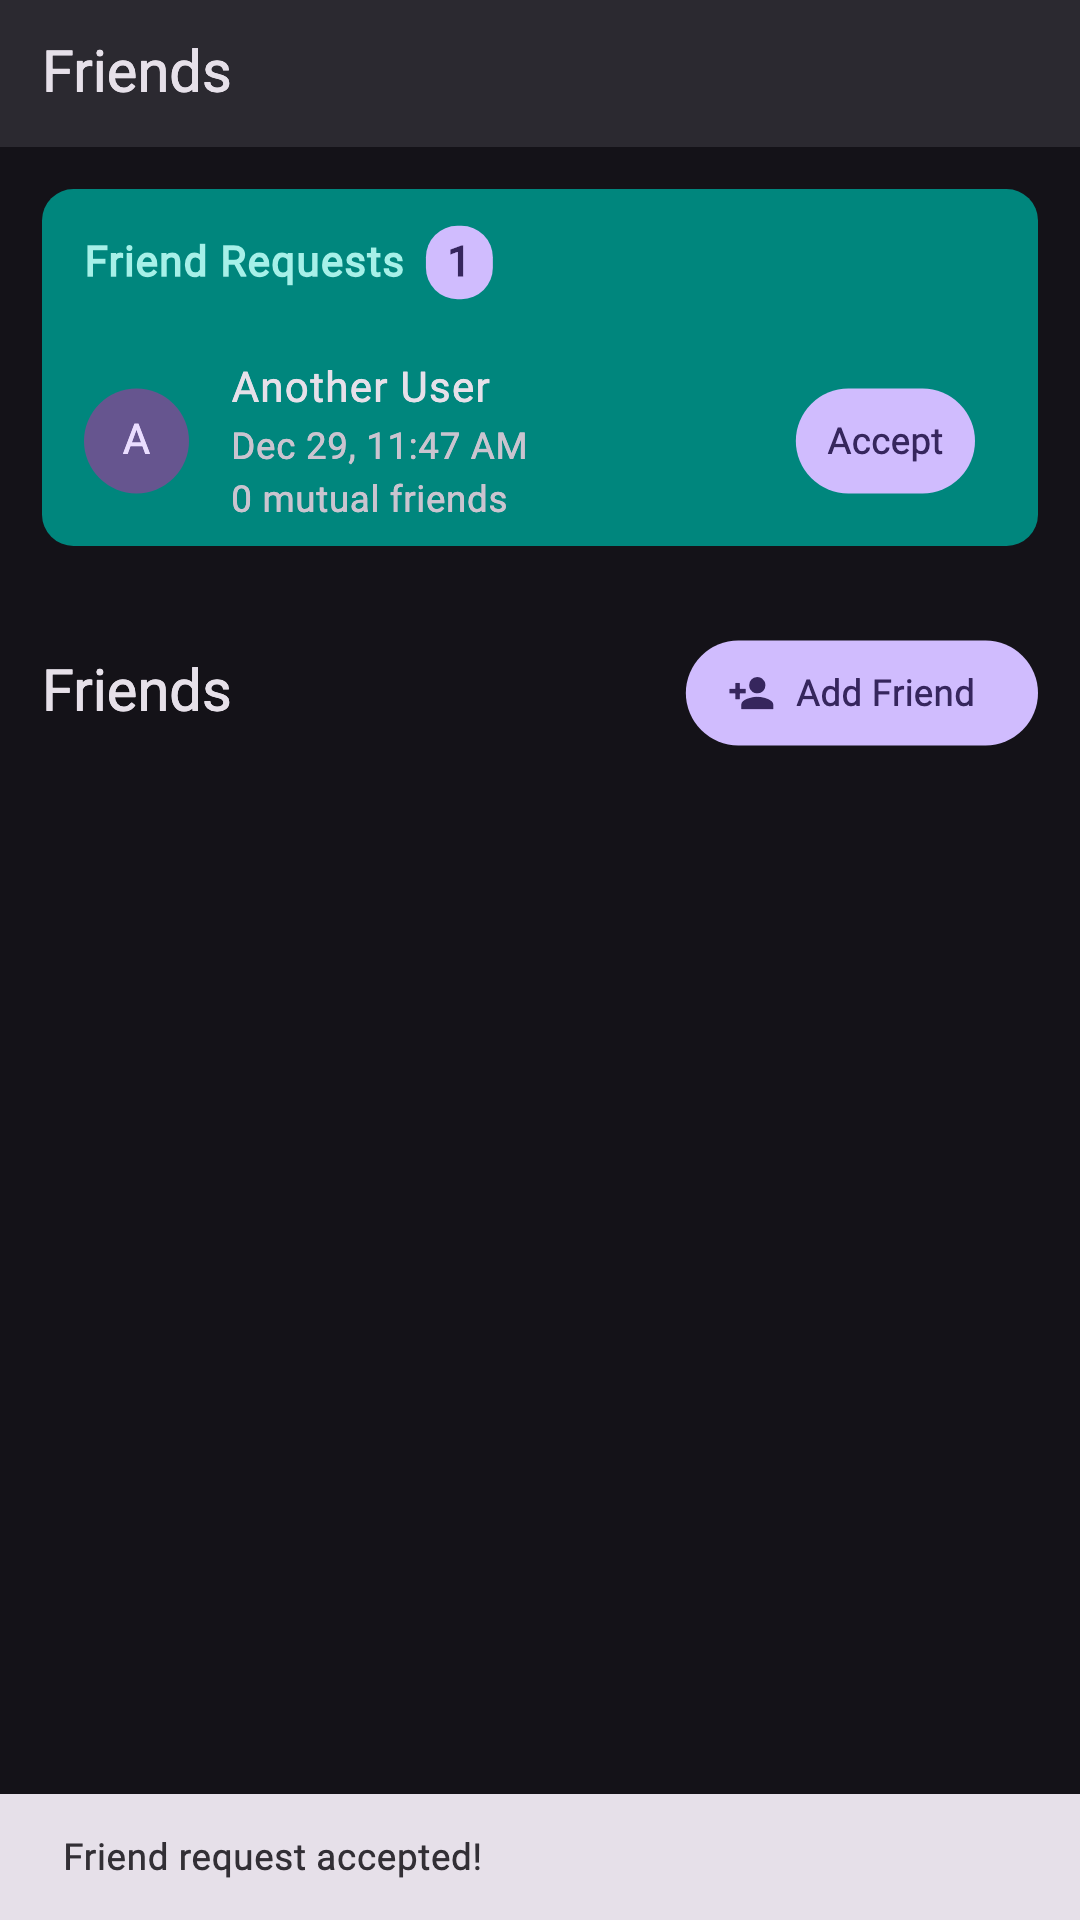 Friends
Friend Requests 1
A
Another User
Dec 29, 11:47 AM
0 mutual friends
Accept
Friends
Add Friend
Friend request accepted!